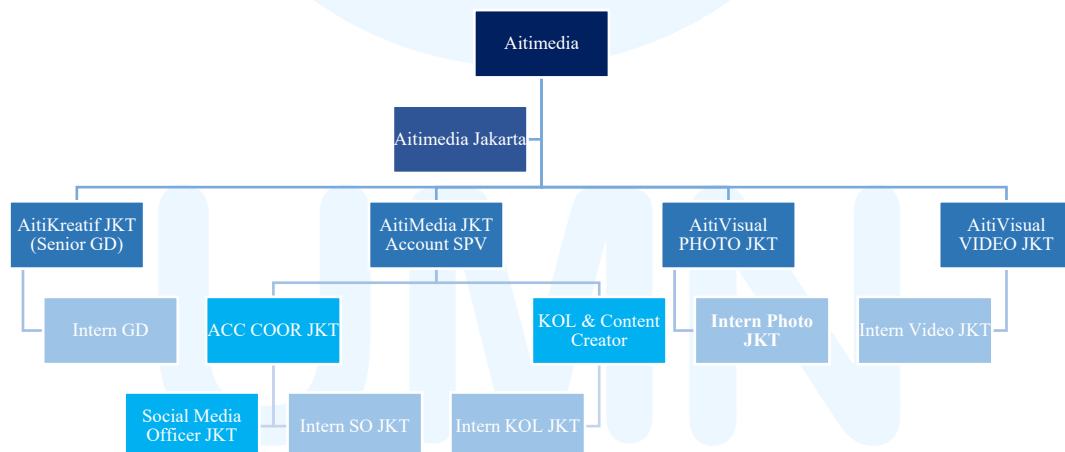 Aitimedia
Aitimedia Jakarta
AitiKreatif JKT
(Senior GD)
AitiMedia JKT
Account SPV
AitiVisual
PHOTO JKT
AitiVisual
VIDEO JKT
Intern GD
ACC COOR JKT
KOL & Content
Creator
Intern Photo
JKT
Intern Video JKT
Social Media
Officer JKT
Intern SO JKT
Intern KOL JKT
UMN